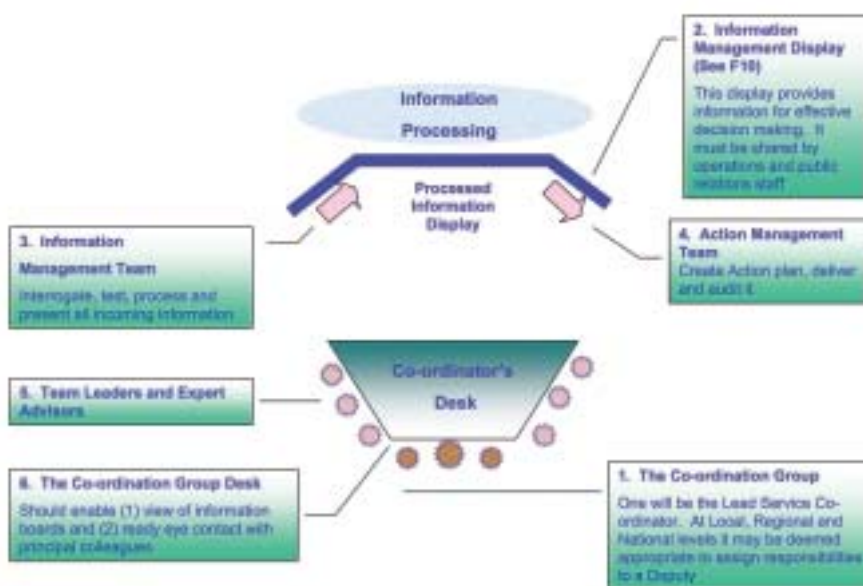 2. Information
Management Display
(See F10)
This display provides
information for effective
decision making. It
must be shared by
operations and public
relations staff
Information
Processing
Processed
Information
Display
3. Information
Management Team
Interrogate, test, process and
present all incoming information
4. Action Management
Team
Create Action plan, deliver
and audit it
Co-ordinator's
Desk
5. Team Leaders and Expert
Advisors
6. The Co-ordination Group Desk
Should enable (1) view of information
boards and (2) ready eye contact with
principal colleagues
1. The Co-ordination Group
One will be the Lead Service Co-
ordinator. At Local, Regional and
National levels it may be deemed
appropriate to assign responsibilities
to a Deputy